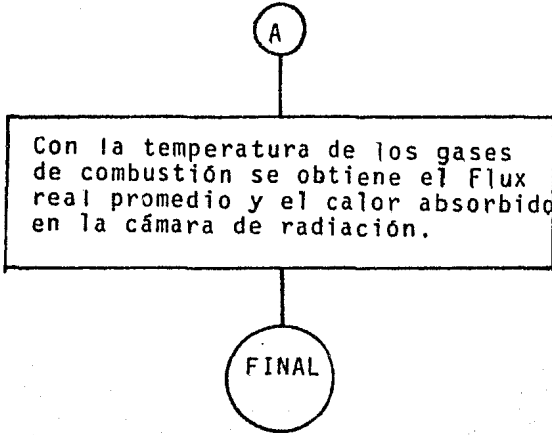 A
Con la temperatura de los gases
de combustión se obtiene el Flux
real promedio y el calor absorbido
en la cámara de radiación.
FINAL